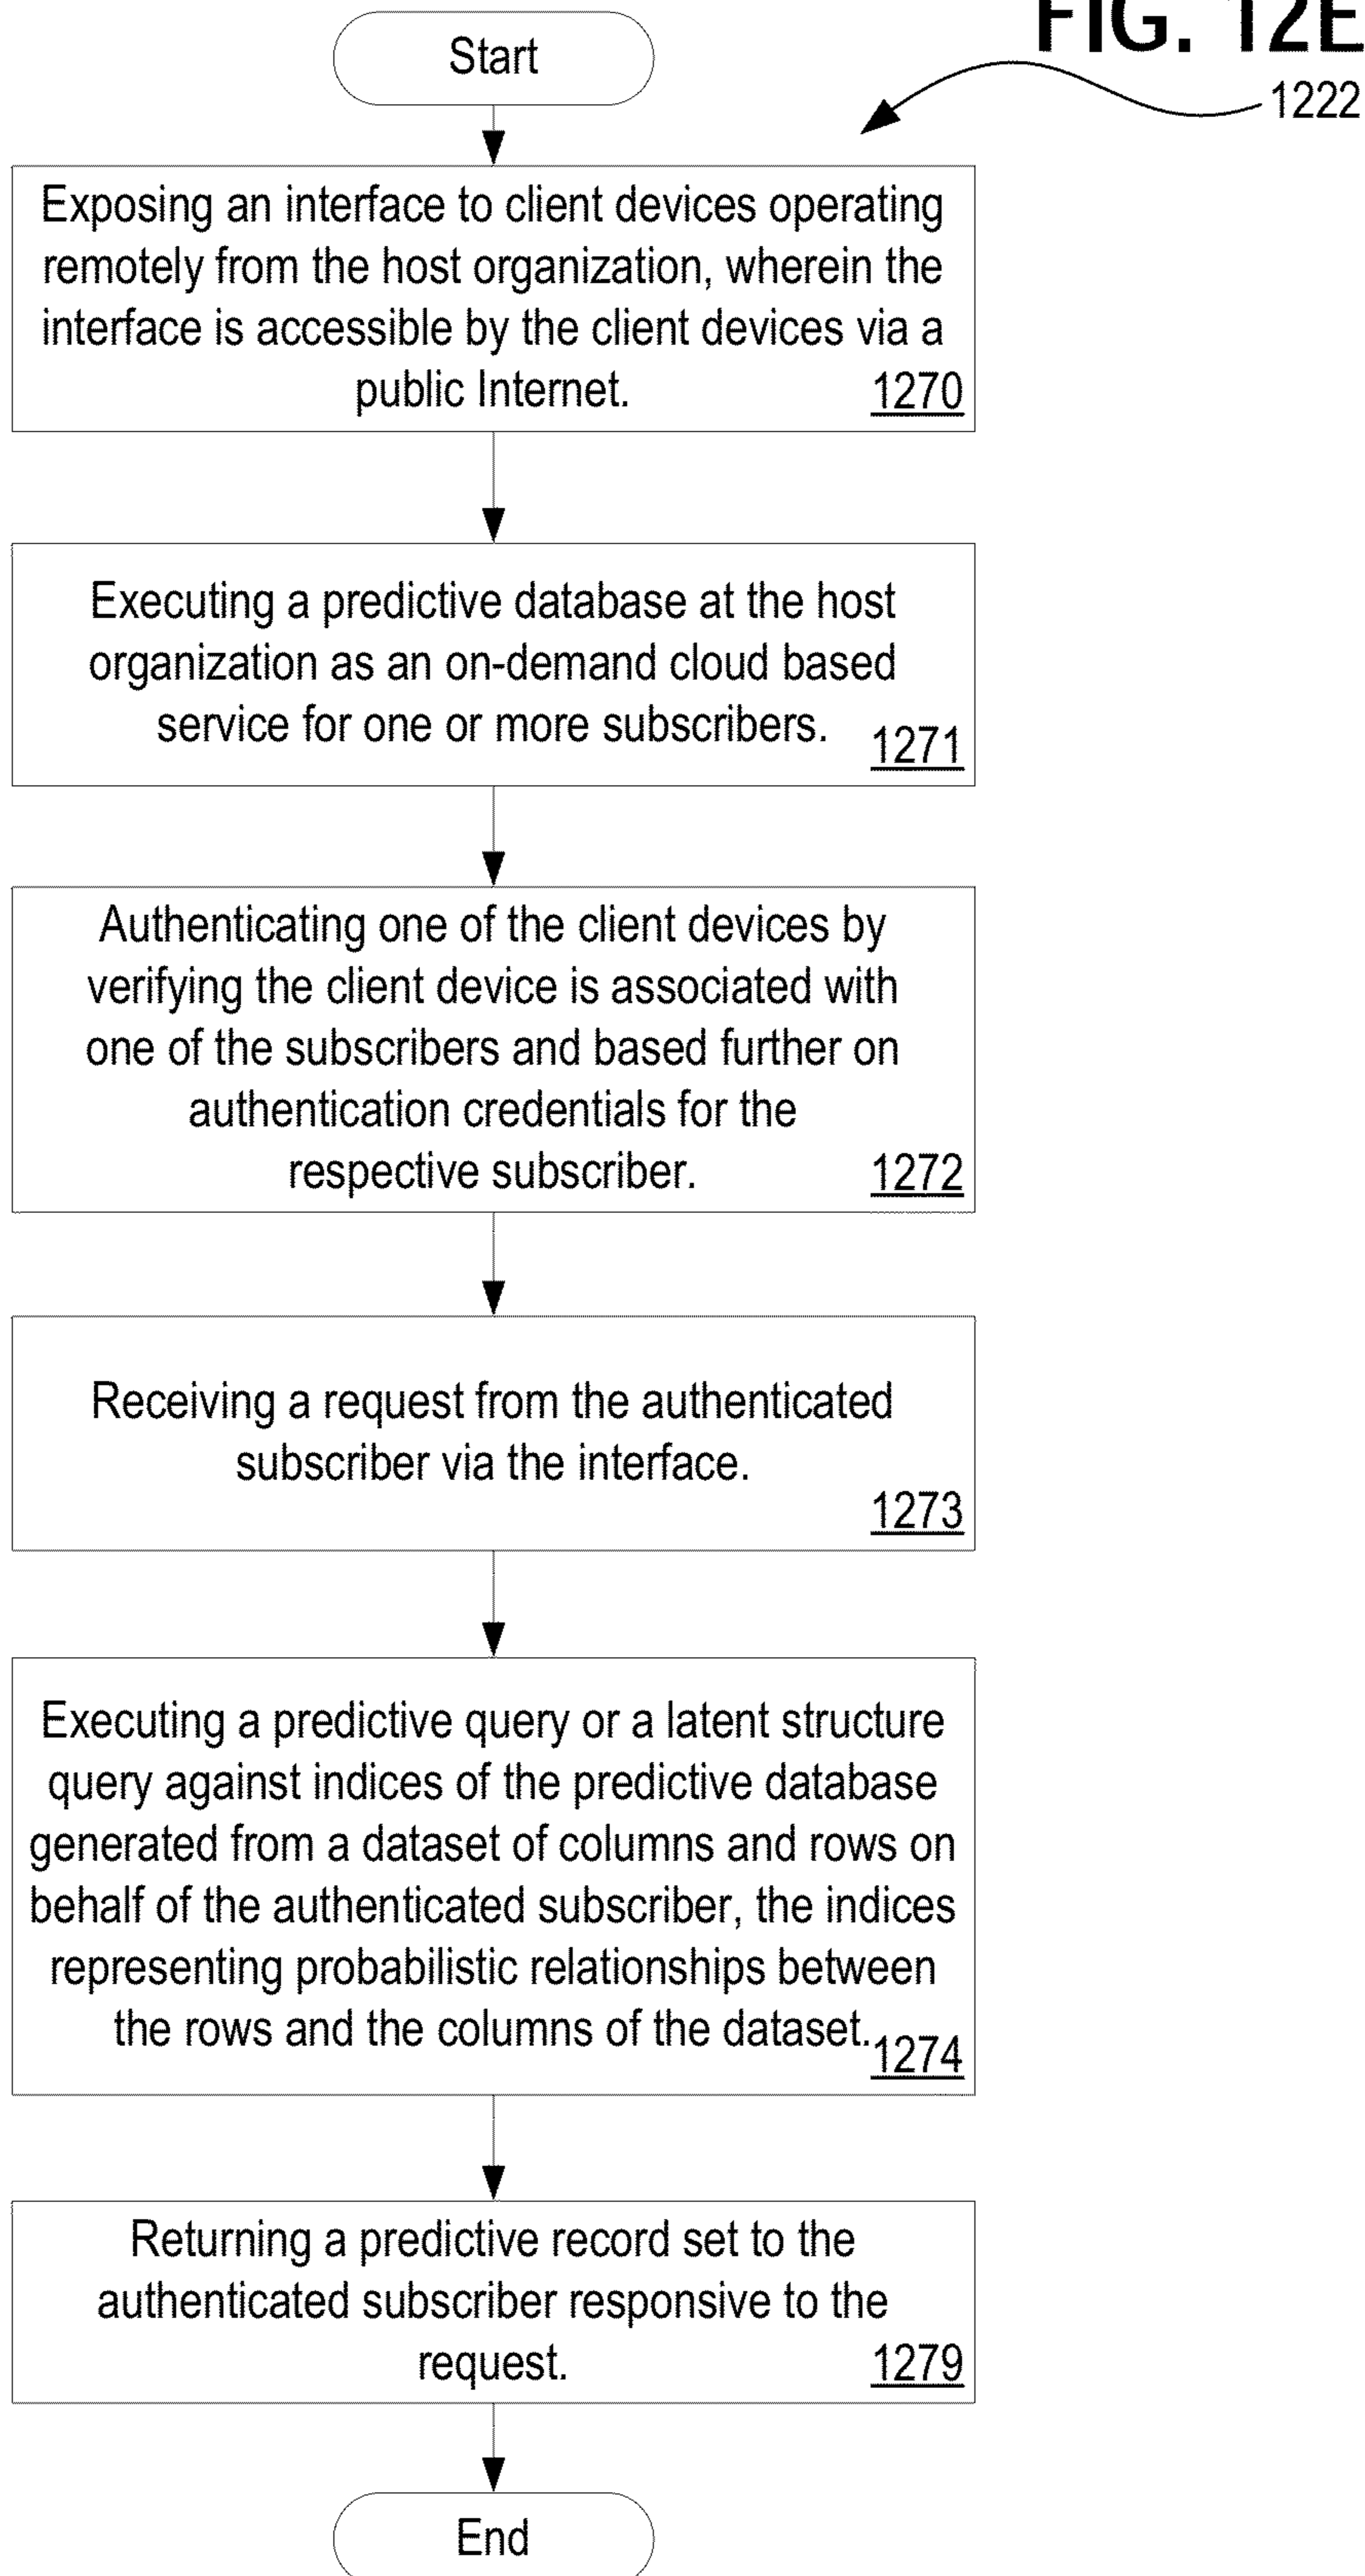 FIG. 12E
Start
1222
Exposing an interface to client devices operating
remotely from the host organization, wherein the
interface is accessible by the client devices via a
public Internet.
1270
Executing a predictive database at the host
organization as an on-demand cloud based
service for one or more subscribers.
1271
Authenticating one of the client devices by
verifying the client device is associated with
one of the subscribers and based further on
authentication credentials for the
respective subscriber.
1272
Receiving a request from the authenticated
subscriber via the interface.
1273
Executing a predictive query or a latent structure
query against indices of the predictive database
generated from a dataset of columns and rows on
behalf of the authenticated subscriber, the indices
representing probabilistic relationships between
the rows and the columns of the dataset.
1274
Returning a predictive record set to the
authenticated subscriber responsive to the
request.
1279
End